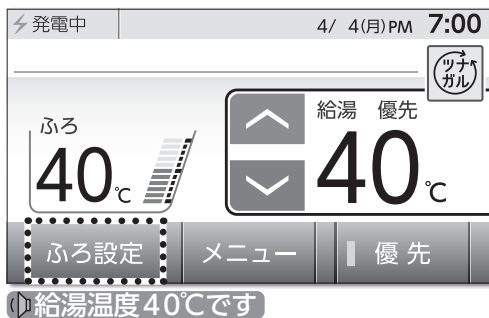 発電中 4/ 4(月)PM 7:00
ツナ
ガル
ふろ 給湯 優先
40℃ 40℃
ふろ設定 メニュー 優先
給湯温度40℃です